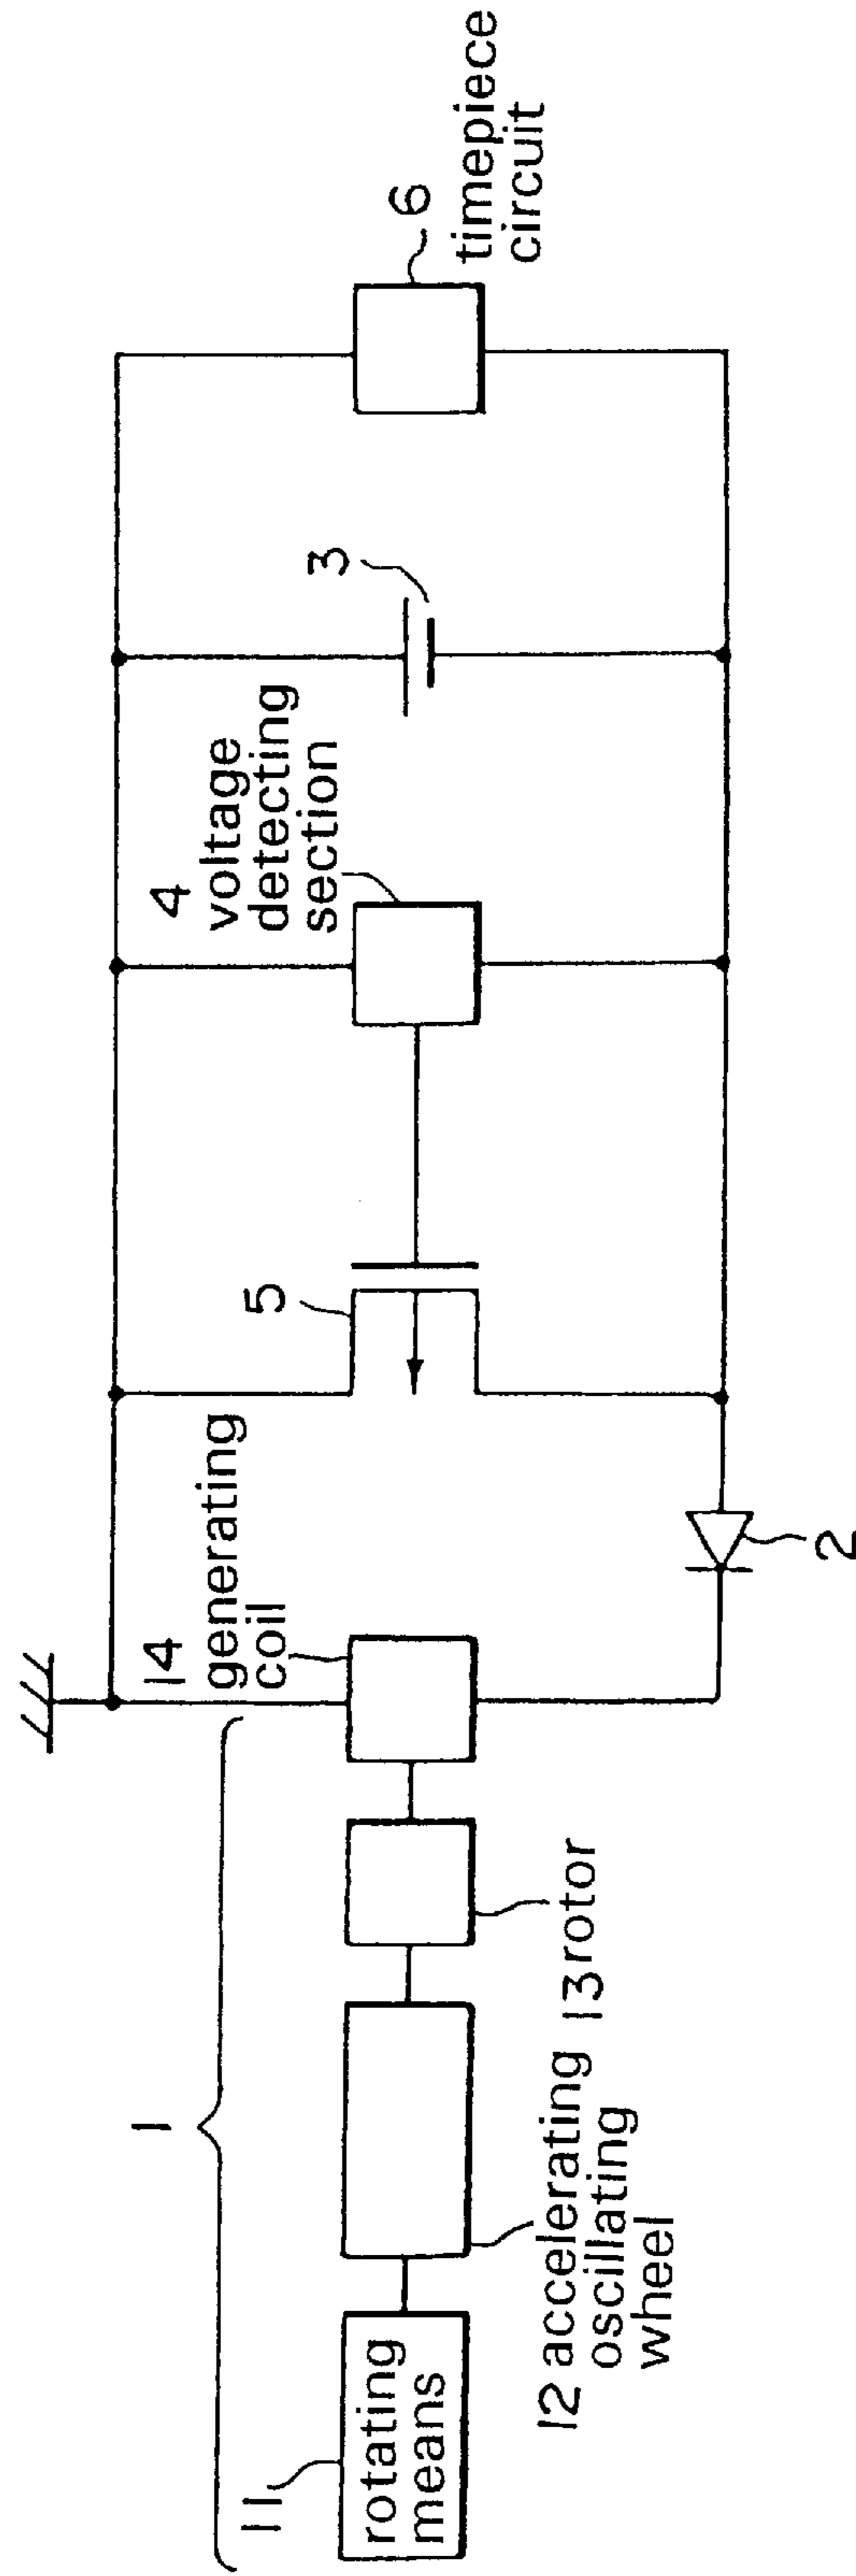 1
11
rotating
means
12 accelerating
oscillating
wheel
13 rotor
14
generating
coil
2
5
4
voltage
detecting
section
3
6
timepiece
circuit